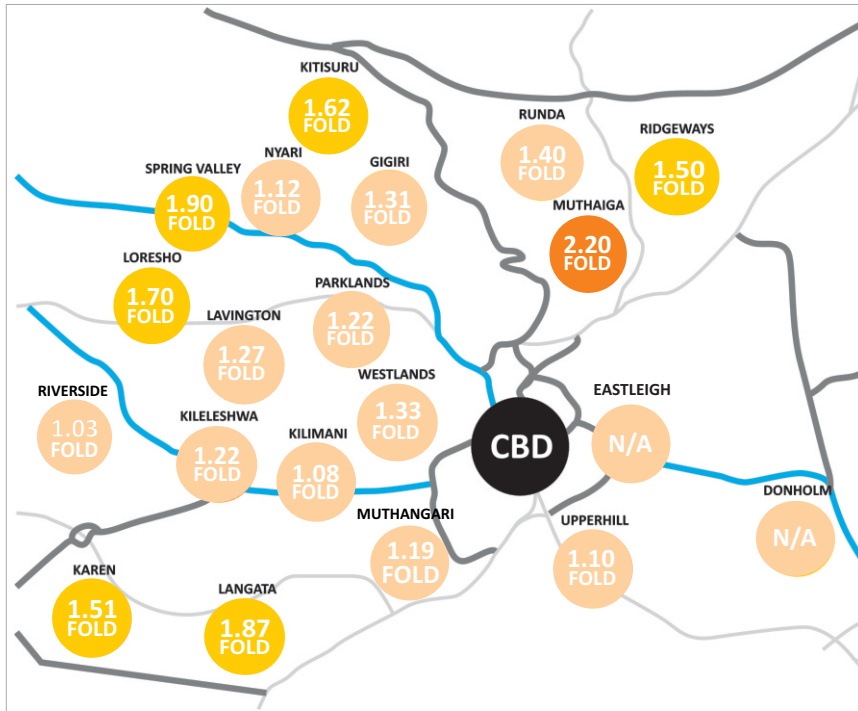 KITISURU
1.62
FOLD
RUNDA
1.40
FOLD
RIDGEWAYS
1.50
FOLD
NYARI
1.12
FOLD
GIGIRI
1.31
FOLD
SPRING VALLEY
1.90
FOLD
MUTHAIGA
2.20
FOLD
LORESHO
1.70
FOLD
PARKLANDS
1.22
FOLD
LAVINGTON
1.27
FOLD
WESTLANDS
1.33
FOLD
RIVERSIDE
1.03
FOLD
KILELESHWA
1.22
FOLD
KILIMANI
1.08
FOLD
CBD
EASTLEIGH
N/A
DONHOLM
N/A
MUTHANGARI
1.19
FOLD
UPPERHILL
1.10
FOLD
KAREN
1.51
FOLD
LANGATA
1.87
FOLD